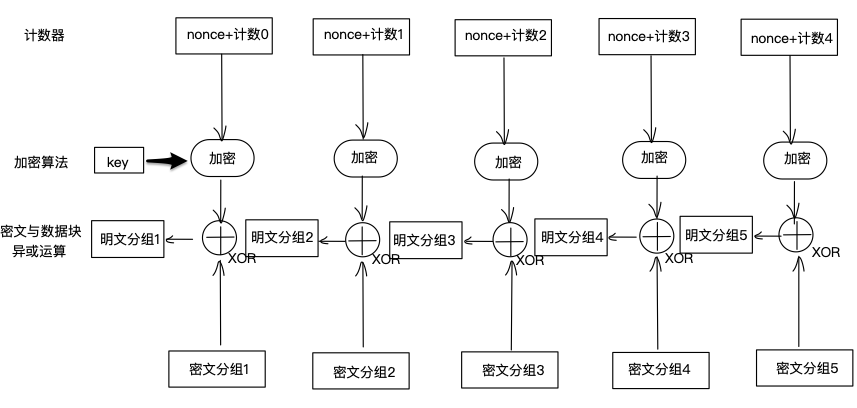 计数器
nonce+计数0
nonce+计数1
nonce+计数2
nonce+计数3
nonce+计数4
加密算法
key
加密
加密
加密
加密
加密
密文与数据块
异或运算
明文分组1
XOR
明文分组2
XOR
明文分组3
XOR
明文分组4
XOR
明文分组5
XOR
密文分组1
密文分组2
密文分组3
密文分组4
密文分组5